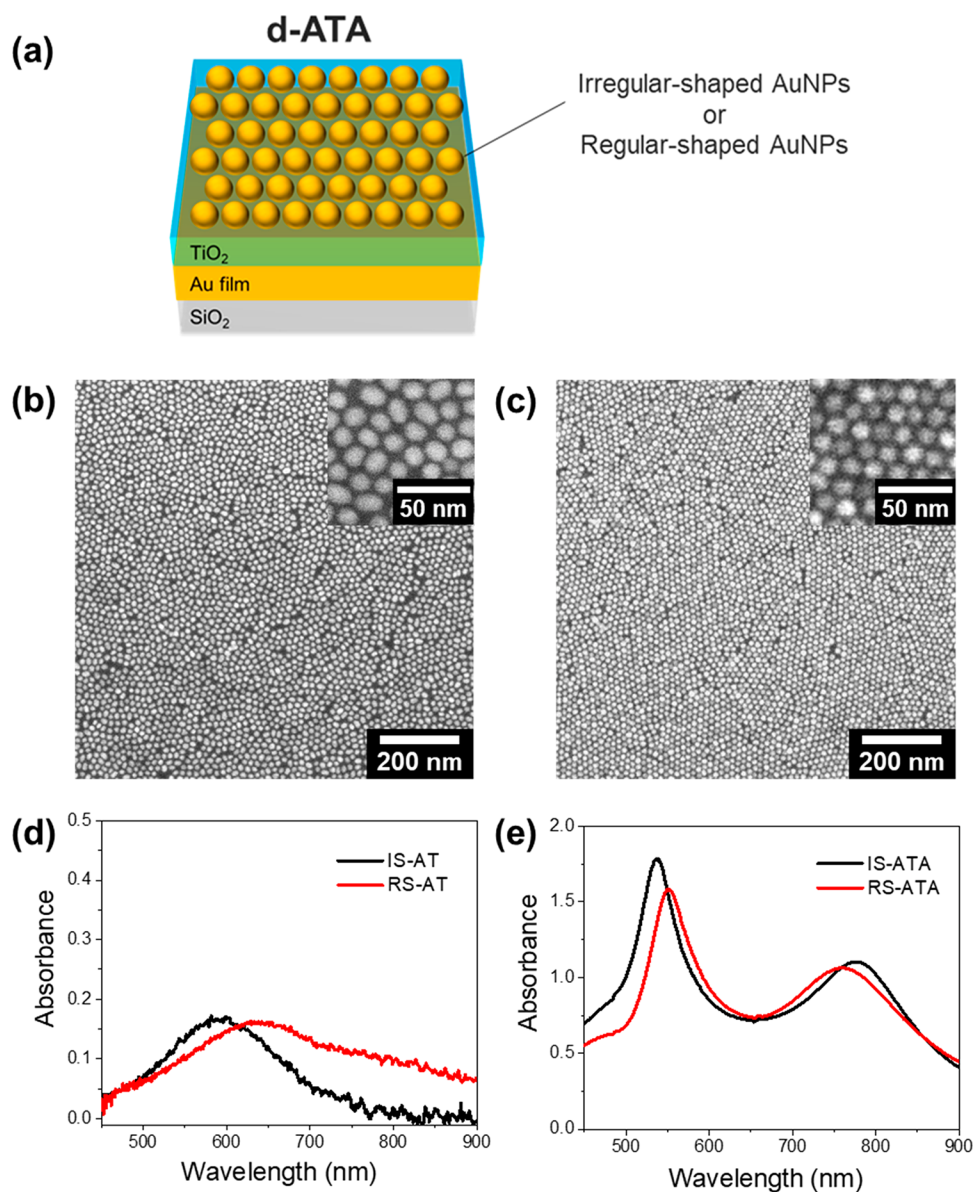 (a)
d-ATA
Irregular-shaped AuNPs
or
Regular-shaped AuNPs
TiO₂
Au film
SiO₂
(b)
50 nm
200 nm
(c)
50 nm
200 nm
(d)
0.5
0.4
0.3
0.2
0.1
0.0
Absorbance
IS-AT
RS-AT
500
600
700
800
900
Wavelength (nm)
(e)
2.0
1.5
1.0
0.5
0.0
Absorbance
IS-ATA
RS-ATA
500
600
700
800
900
Wavelength (nm)